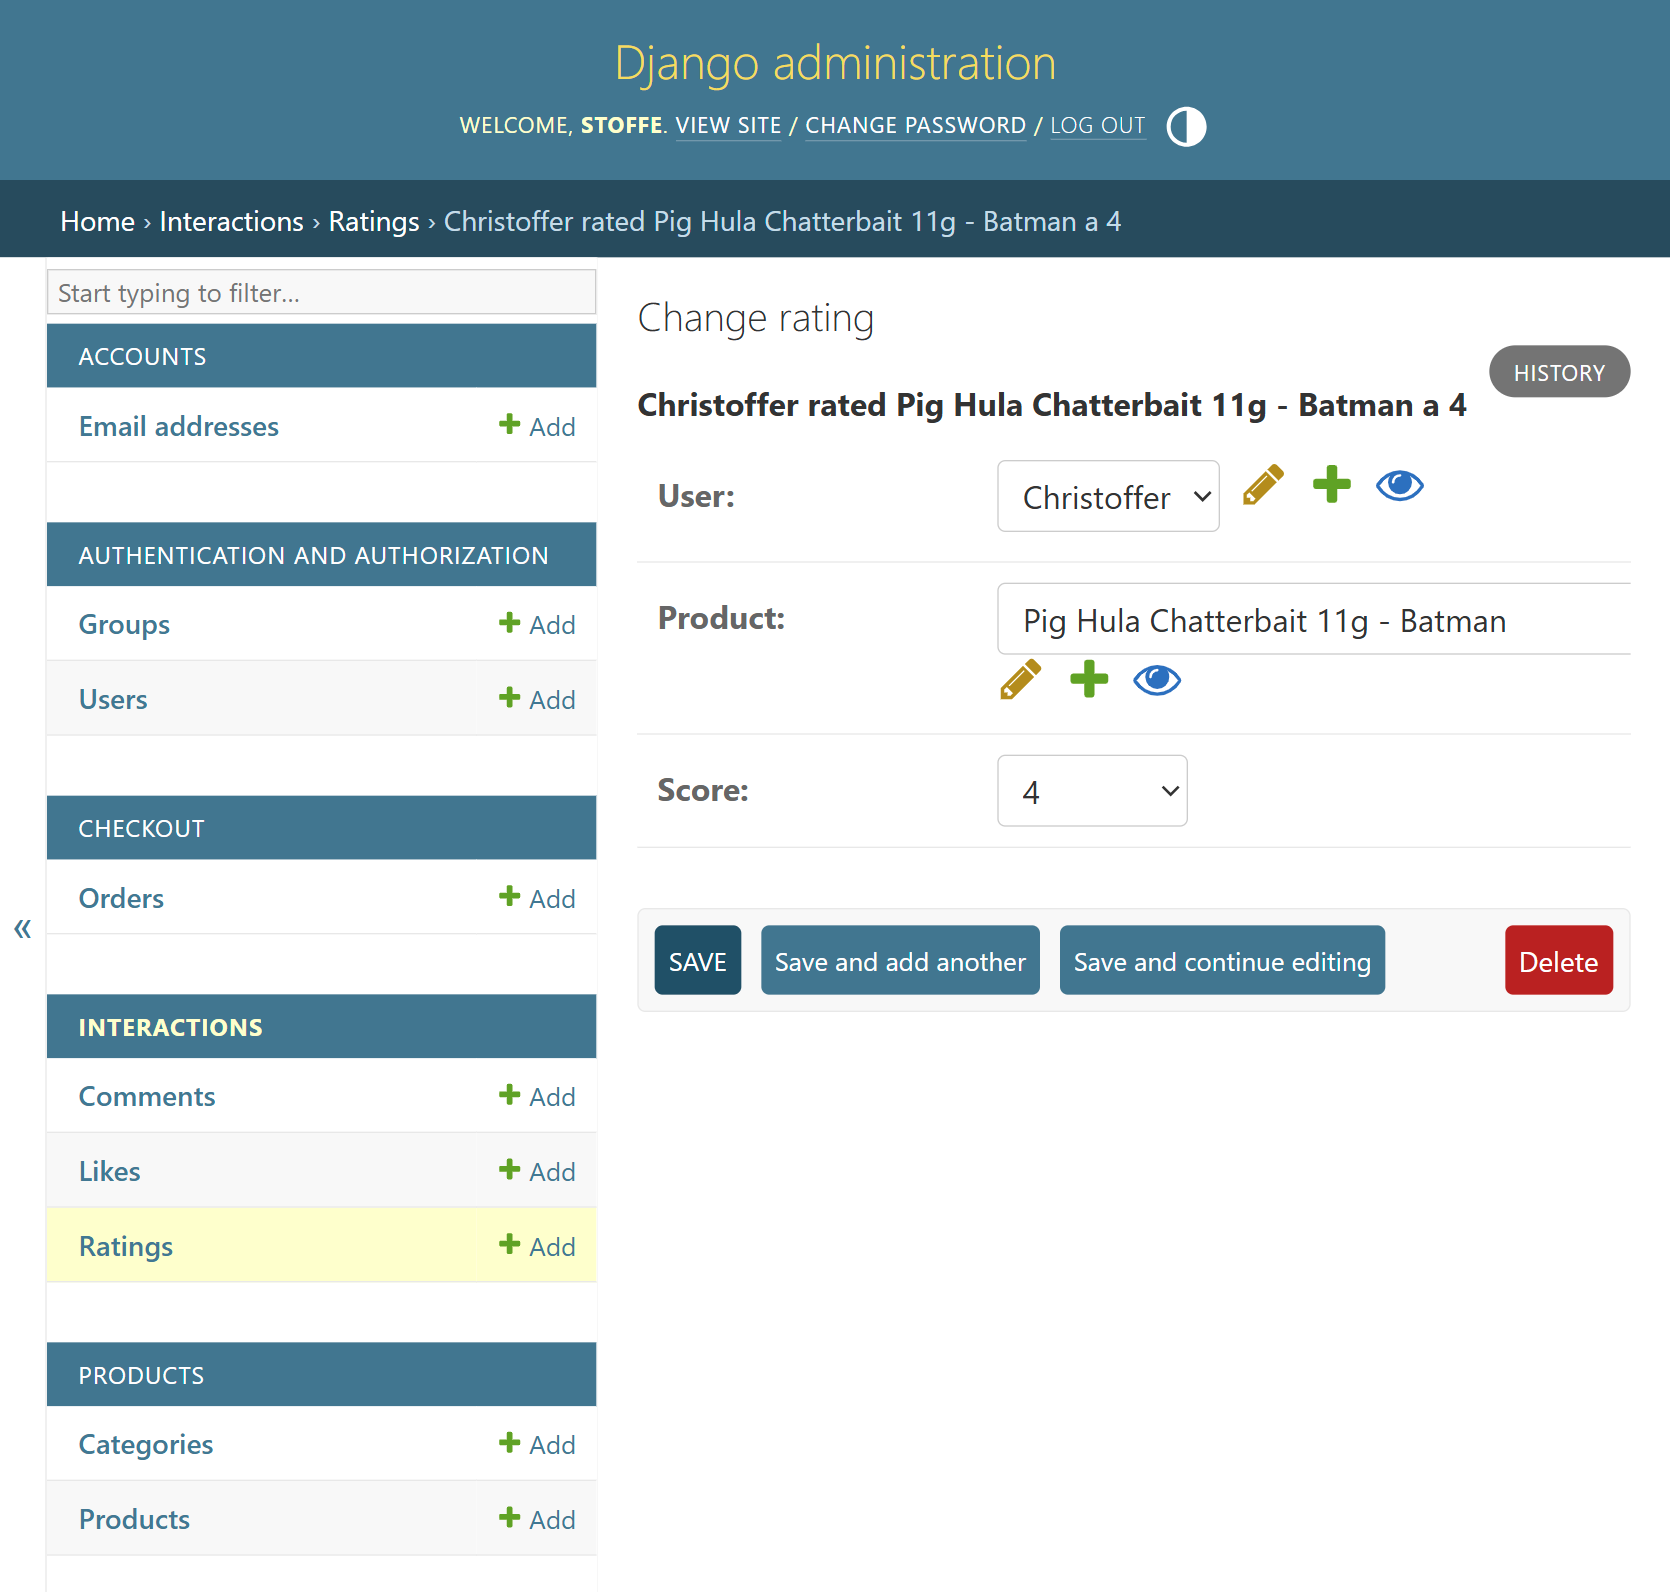 Django administration
WELCOME, STOFFE. VIEW SITE / CHANGE PASSWORD / LOG OUT
Home › Interactions › Ratings › Christoffer rated Pig Hula Chatterbait 11g - Batman a 4
Start typing to filter...
ACCOUNTS
Email addresses Add
AUTHENTICATION AND AUTHORIZATION
Groups Add
Users Add
CHECKOUT
Orders Add
«
INTERACTIONS
Comments Add
Likes Add
Ratings Add
PRODUCTS
Categories Add
Products Add
Change rating
HISTORY
Christoffer rated Pig Hula Chatterbait 11g - Batman a 4
User: Christoffer
Product: Pig Hula Chatterbait 11g - Batman
Score: 4
SAVE Save and add another Save and continue editing Delete